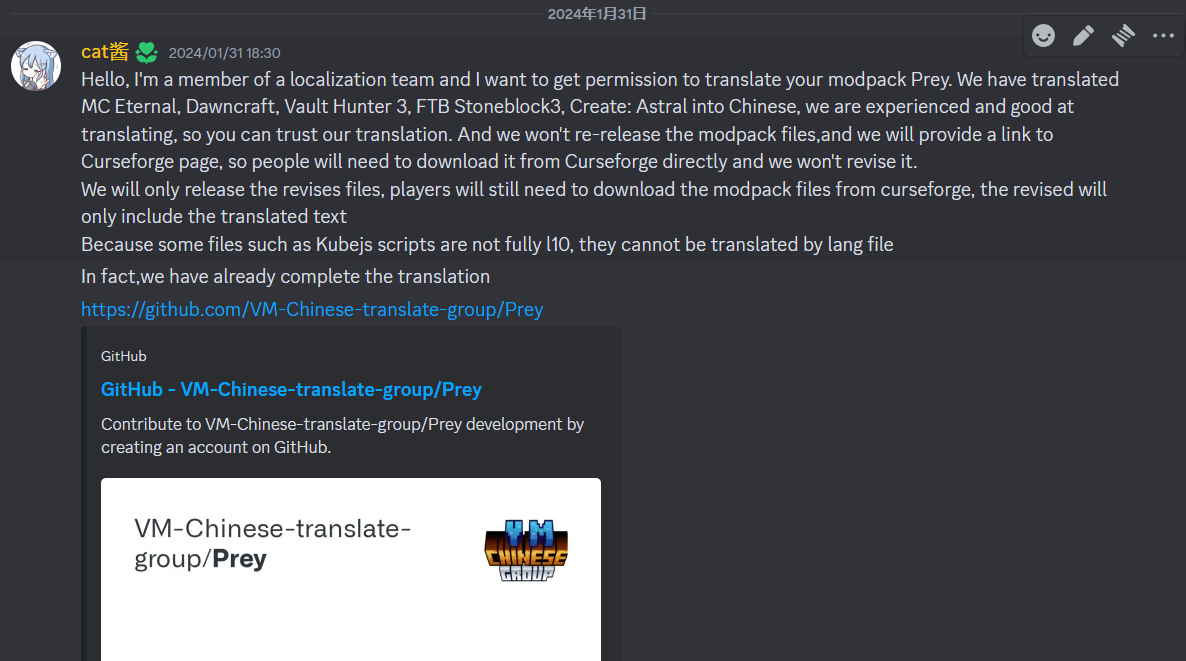 2024年1月31日
cat酱 2024/01/31 18:30
Hello, I'm a member of a localization team and I want to get permission to translate your modpack Prey. We have translated
MC Eternal, Dawncraft, Vault Hunter 3, FTB Stoneblock3, Create: Astral into Chinese, we are experienced and good at
translating, so you can trust our translation. And we won't re-release the modpack files,and we will provide a link to
Curseforge page, so people will need to download it from Curseforge directly and we won't revise it.
We will only release the revises files, players will still need to download the modpack files from curseforge, the revised will
only include the translated text
Because some files such as Kubejs scripts are not fully l10, they cannot be translated by lang file
In fact,we have already complete the translation
https://github.com/VM-Chinese-translate-group/Prey
GitHub
GitHub - VM-Chinese-translate-group/Prey
Contribute to VM-Chinese-translate-group/Prey development by
creating an account on GitHub.
VM-Chinese-translate-
group/Prey
VM
CHINESE
GROUP